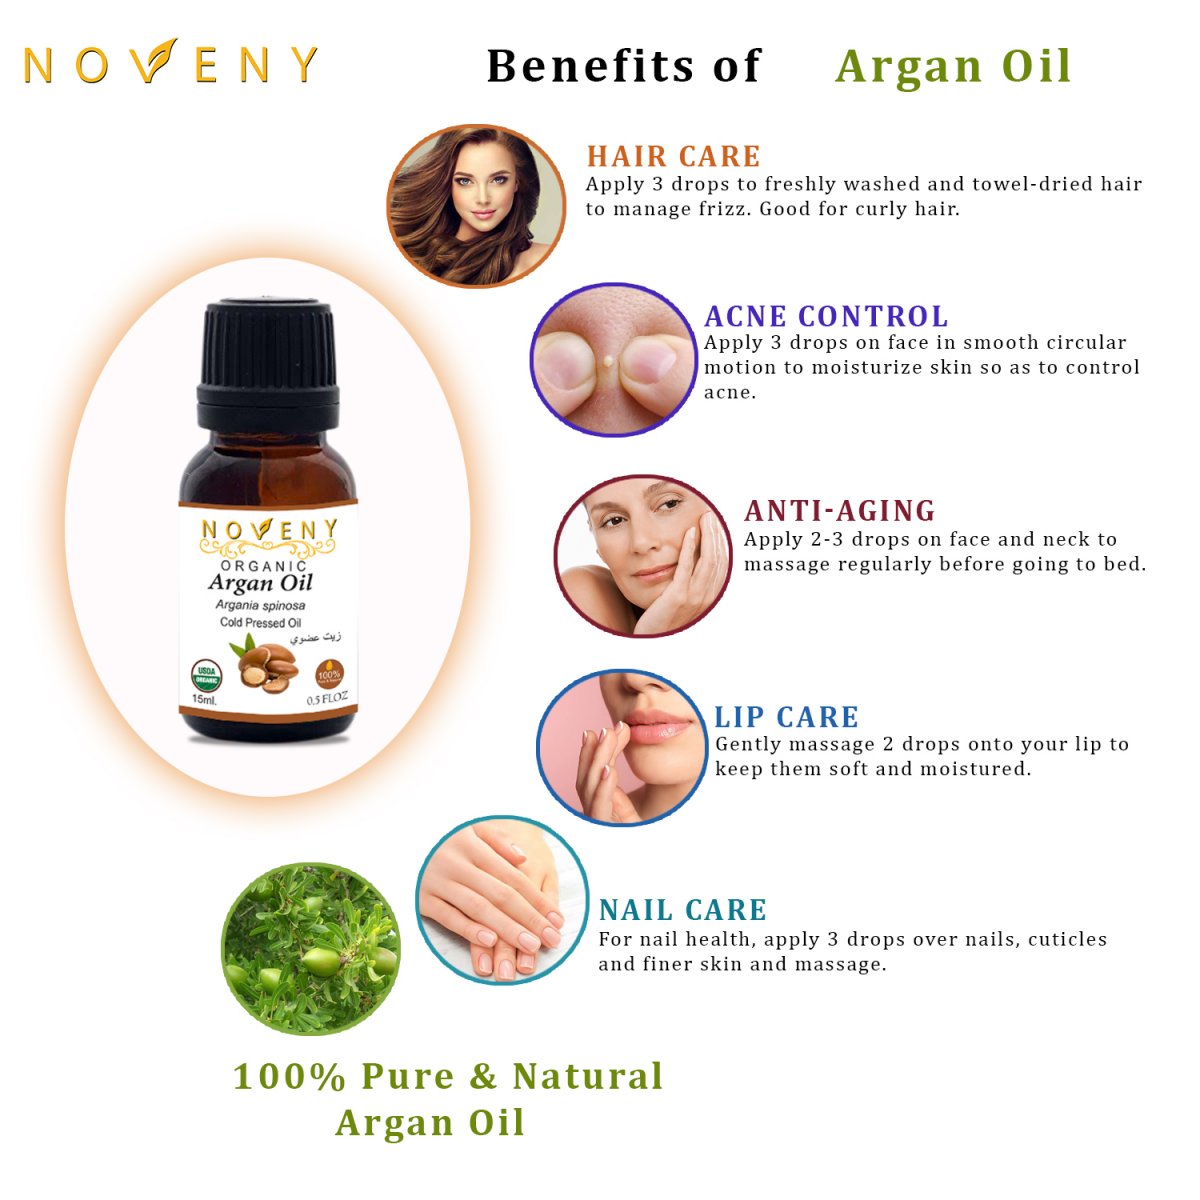 NOVENY
Benefits of Argan Oil
HAIR CARE
Apply 3 drops to freshly washed and towel-dried hair
to manage frizz. Good for curly hair.
ACNE CONTROL
Apply 3 drops on face in smooth circular
motion to moisturize skin so as to control
acne.
ANTI-AGING
Apply 2-3 drops on face and neck to
massage regularly before going to bed.
LIP CARE
Gently massage 2 drops onto your lip to
keep them soft and moistured.
NAIL CARE
For nail health, apply 3 drops over nails, cuticles
and finer skin and massage.
NOVENY
ORGANIC
Argan Oil
Argania spinosa
Cold Pressed Oil
زيت عضوي
USDA
ORGANIC
100%
Pure & Natural
15ml.
0.5 FLOZ
100% Pure & Natural
Argan Oil